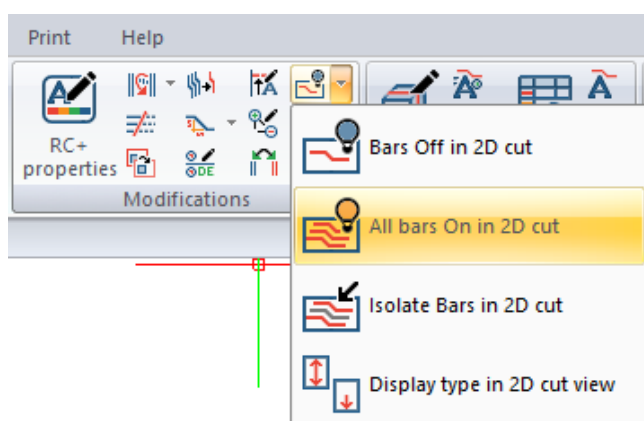 Print Help
RC+
properties
Modifications
Bars Off in 2D cut
All bars On in 2D cut
Isolate Bars in 2D cut
Display type in 2D cut view